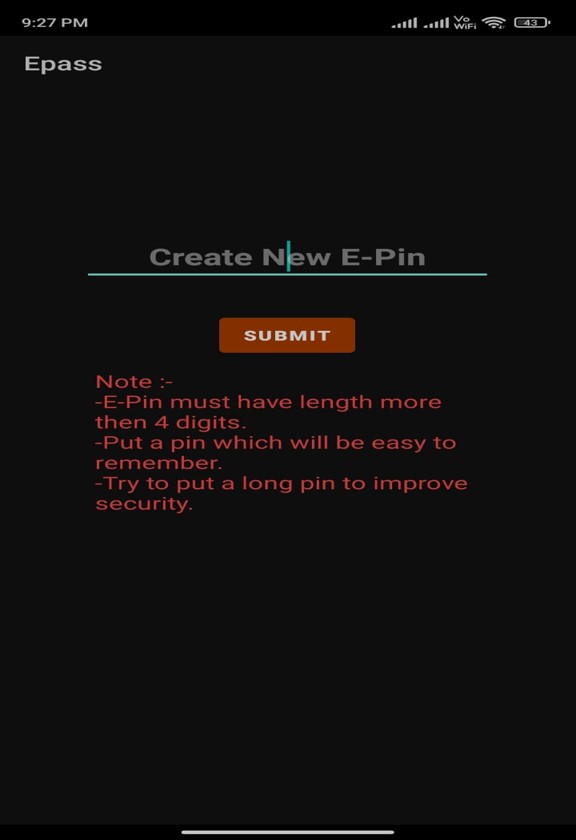 9:27 PM Vo WiFi 43
Epass
Create New E-Pin
SUBMIT
Note :-
-E-Pin must have length more
then 4 digits.
-Put a pin which will be easy to
remember.
-Try to put a long pin to improve
security.